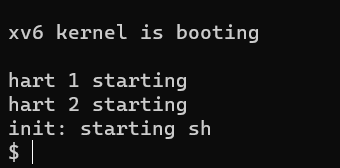 xv6 kernel is booting
hart 1 starting
hart 2 starting
init: starting sh
$